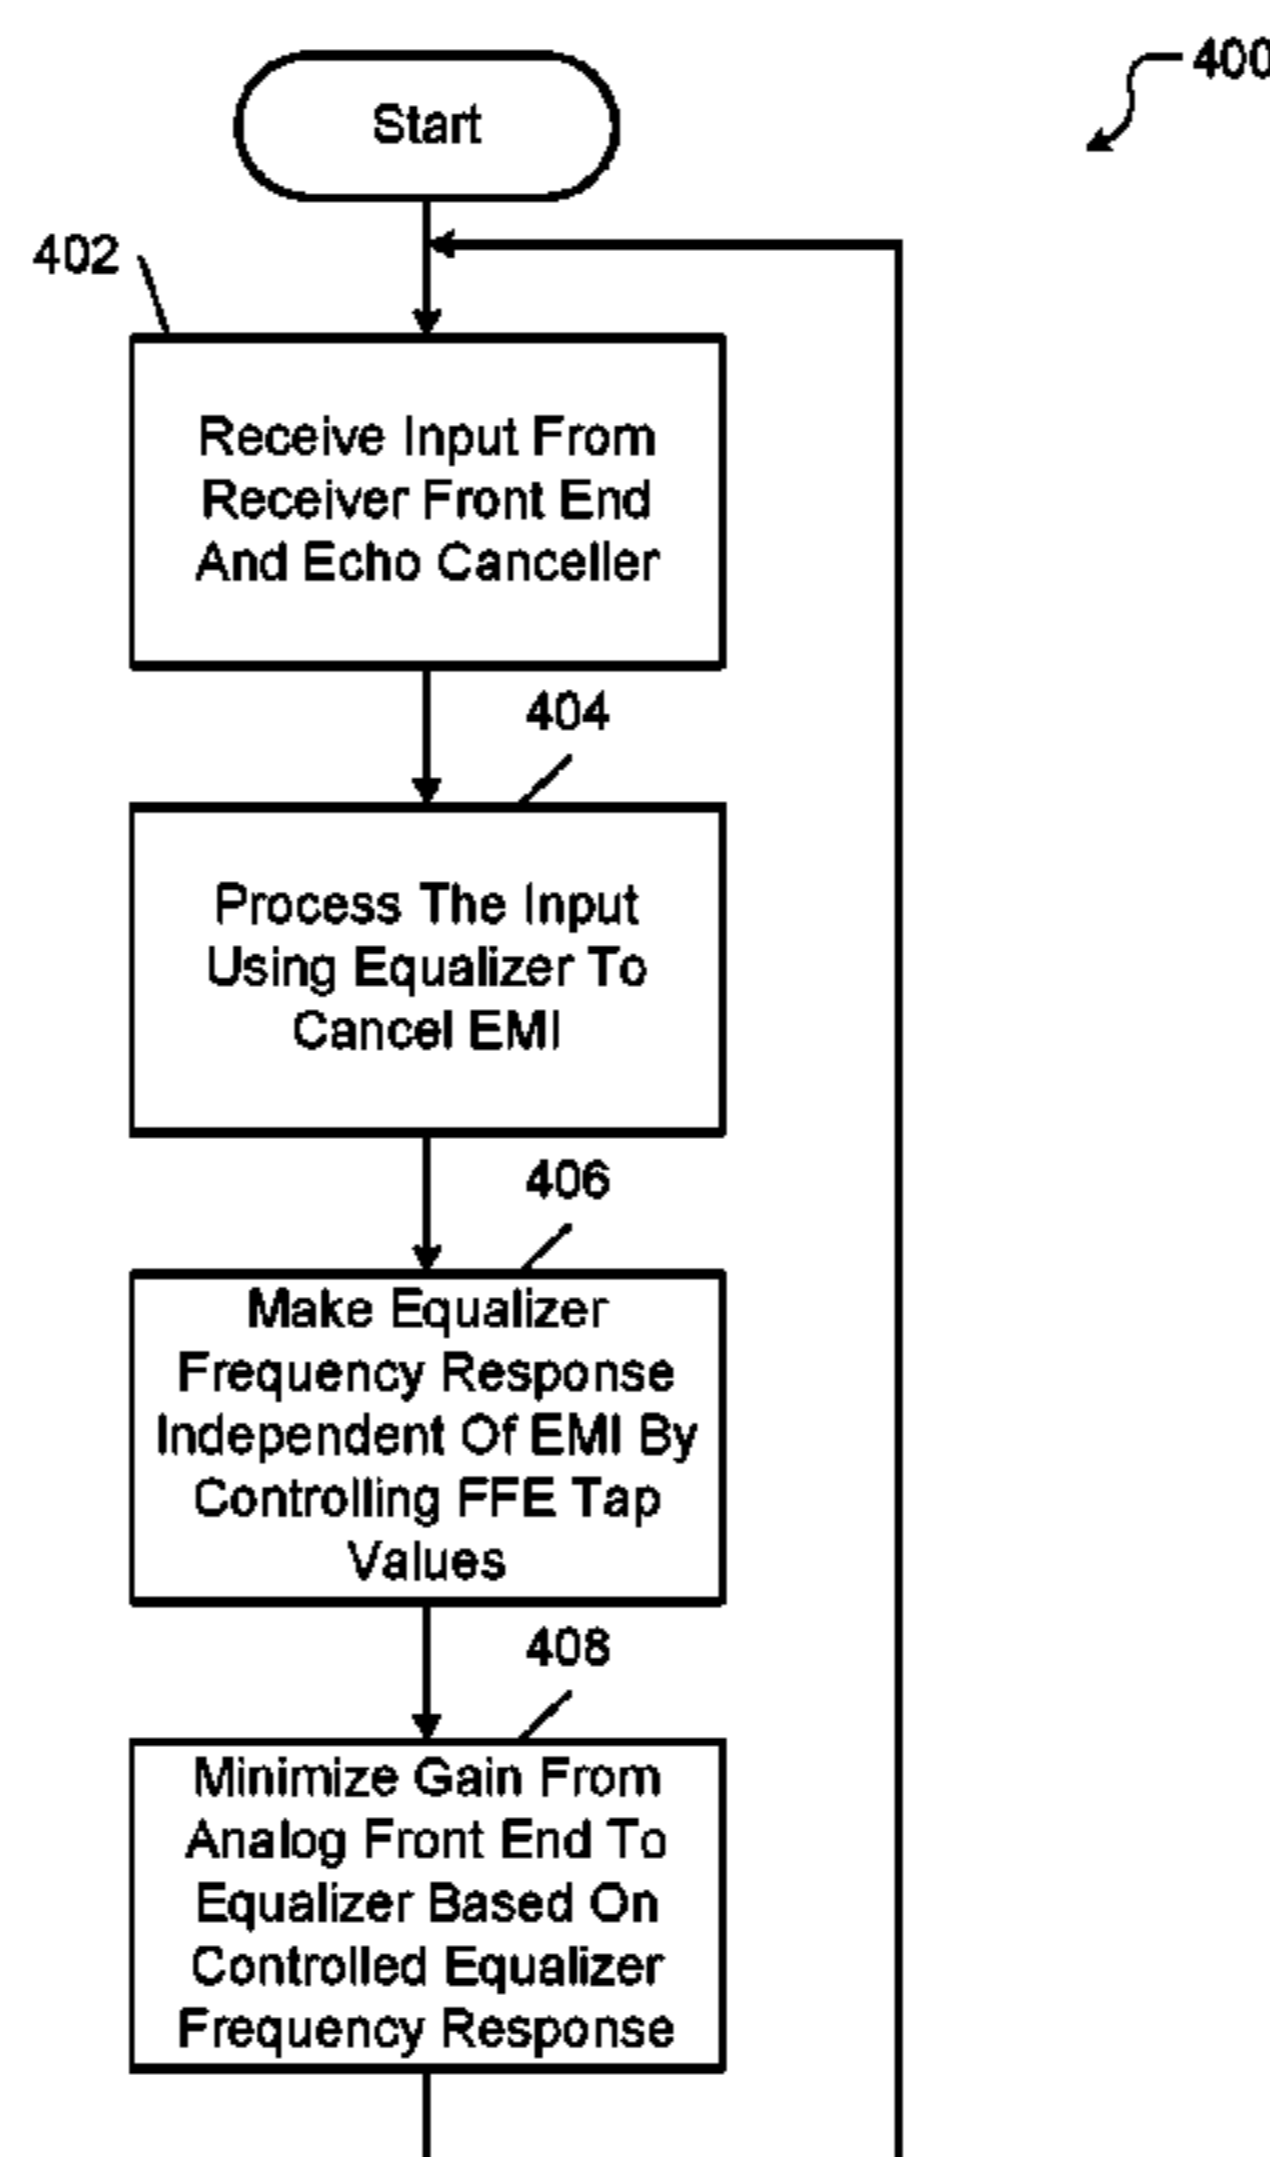 400
Start
402
Receive Input From
Receiver Front End
And Echo Canceller
404
Process The Input
Using Equalizer To
Cancel EMI
406
Make Equalizer
Frequency Response
Independent Of EMI By
Controlling FFE Tap
Values
408
Minimize Gain From
Analog Front End To
Equalizer Based On
Controlled Equalizer
Frequency Response